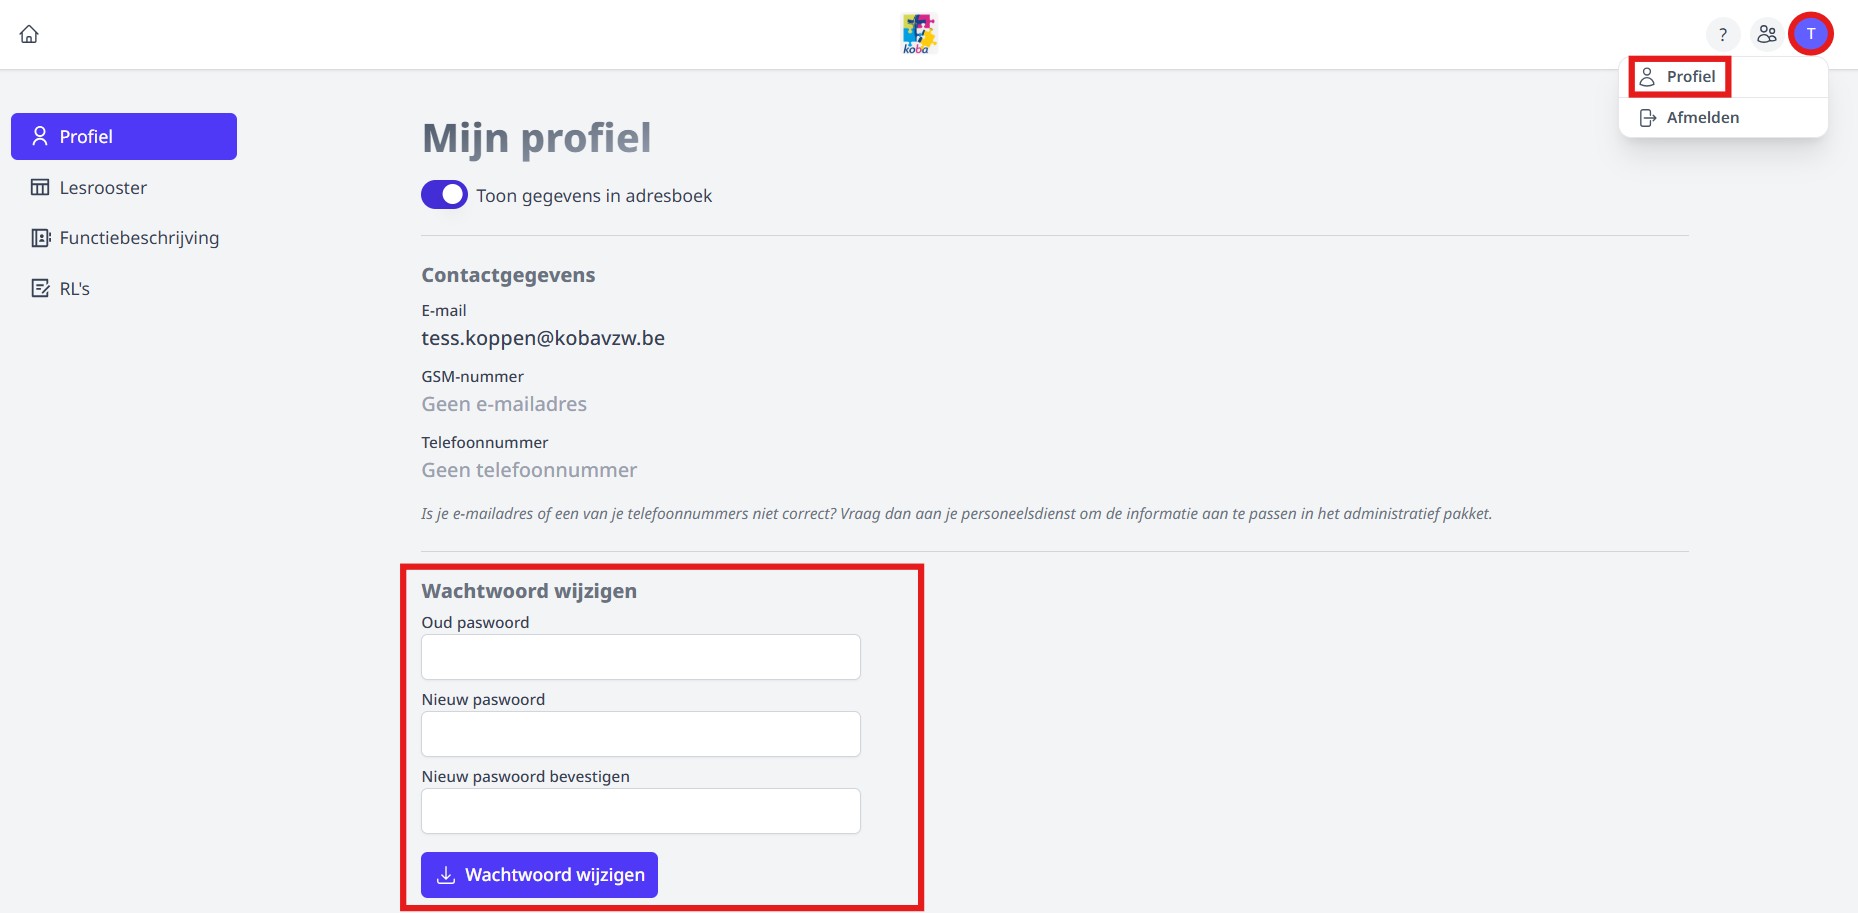 koba
?
T
Profiel
Afmelden
Profiel
Lesrooster
Functiebeschrijving
RL's
Mijn profiel
Toon gegevens in adresboek
Contactgegevens
E-mail
tess.koppen@kobavzw.be
GSM-nummer
Geen e-mailadres
Telefoonnummer
Geen telefoonnummer
Is je e-mailadres of een van je telefoonnummers niet correct? Vraag dan aan je personeelsdienst om de informatie aan te passen in het administratief pakket.
Wachtwoord wijzigen
Oud paswoord
Nieuw paswoord
Nieuw paswoord bevestigen
Wachtwoord wijzigen